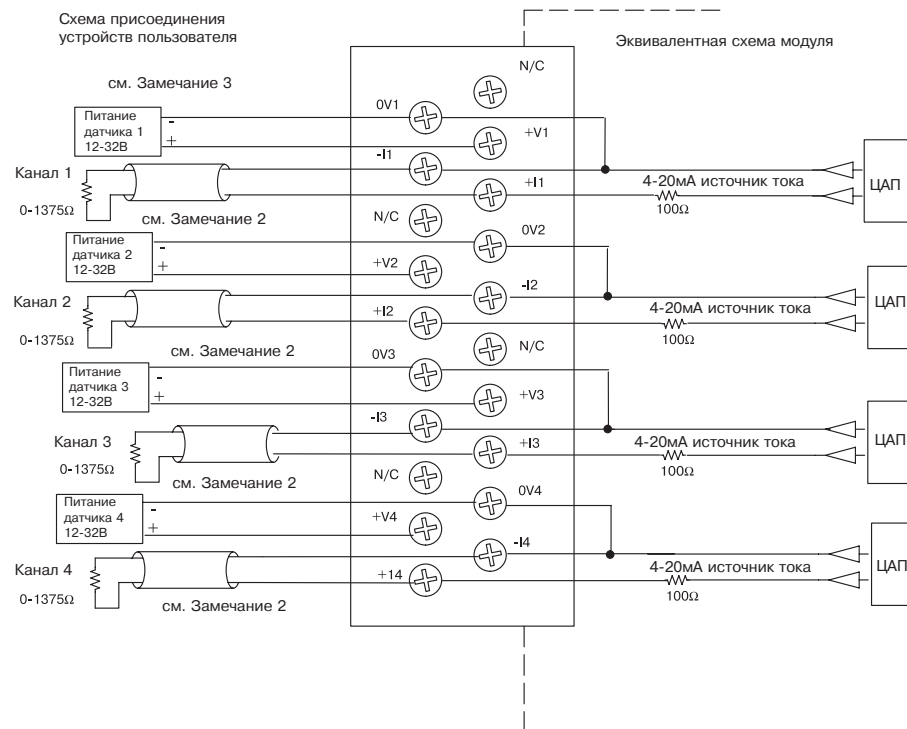 Схема присоединения
устройств пользователя
Эквивалентная схема модуля
N/C
см. Замечание 3
0V1
Питание
датчика 1
12-32В
-
+
+V1
-I1
Канал 1
0-1375Ω
+I1
4-20мА источник тока
100Ω
ЦАП
см. Замечание 2
N/C
0V2
Питание
датчика 2
12-32В
-
+
+V2
-I2
Канал 2
0-1375Ω
+I2
4-20мА источник тока
100Ω
ЦАП
см. Замечание 2
0V3
N/C
Питание
датчика 3
12-32В
-
+
+V3
-I3
Канал 3
0-1375Ω
+I3
4-20мА источник тока
100Ω
ЦАП
см. Замечание 2
N/C
0V4
Питание
датчика 4
12-32В
-
+
+V4
-I4
Канал 4
0-1375Ω
+14
4-20мА источник тока
100Ω
ЦАП
см. Замечание 2